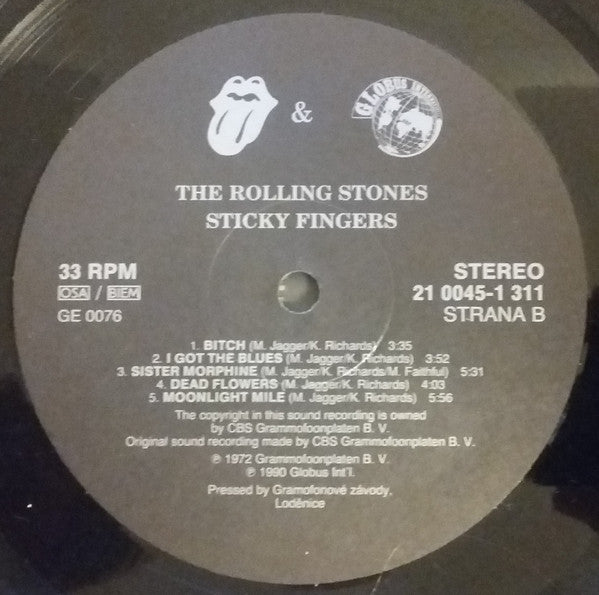 &
GLOBUS INTERNATIONAL
THE ROLLING STONES
STICKY FINGERS
33 RPM
STEREO
OSA / BIEM
21 0045-1 311
GE 0076
STRANA B
1. BITCH (M. Jagger/K. Richards) 3:35
2. I GOT THE BLUES (M. Jagger/K. Richards) 3:52
3. SISTER MORPHINE (M. Jagger/K. Richards/M. Faithful) 5:31
4. DEAD FLOWERS (M. Jagger/K. Richards) 4:03
5. MOONLIGHT MILE (M. Jagger/K. Richards) 5:56
The copyright in this sound recording is owned
by CBS Grammofoonplaten B. V.
Original sound recording made by CBS Grammofoonplaten B. V.
℗ 1972 Grammofoonplaten B. V.
℗ 1990 Globus Int'l.
Pressed by Gramofonové závody,
Loděnice